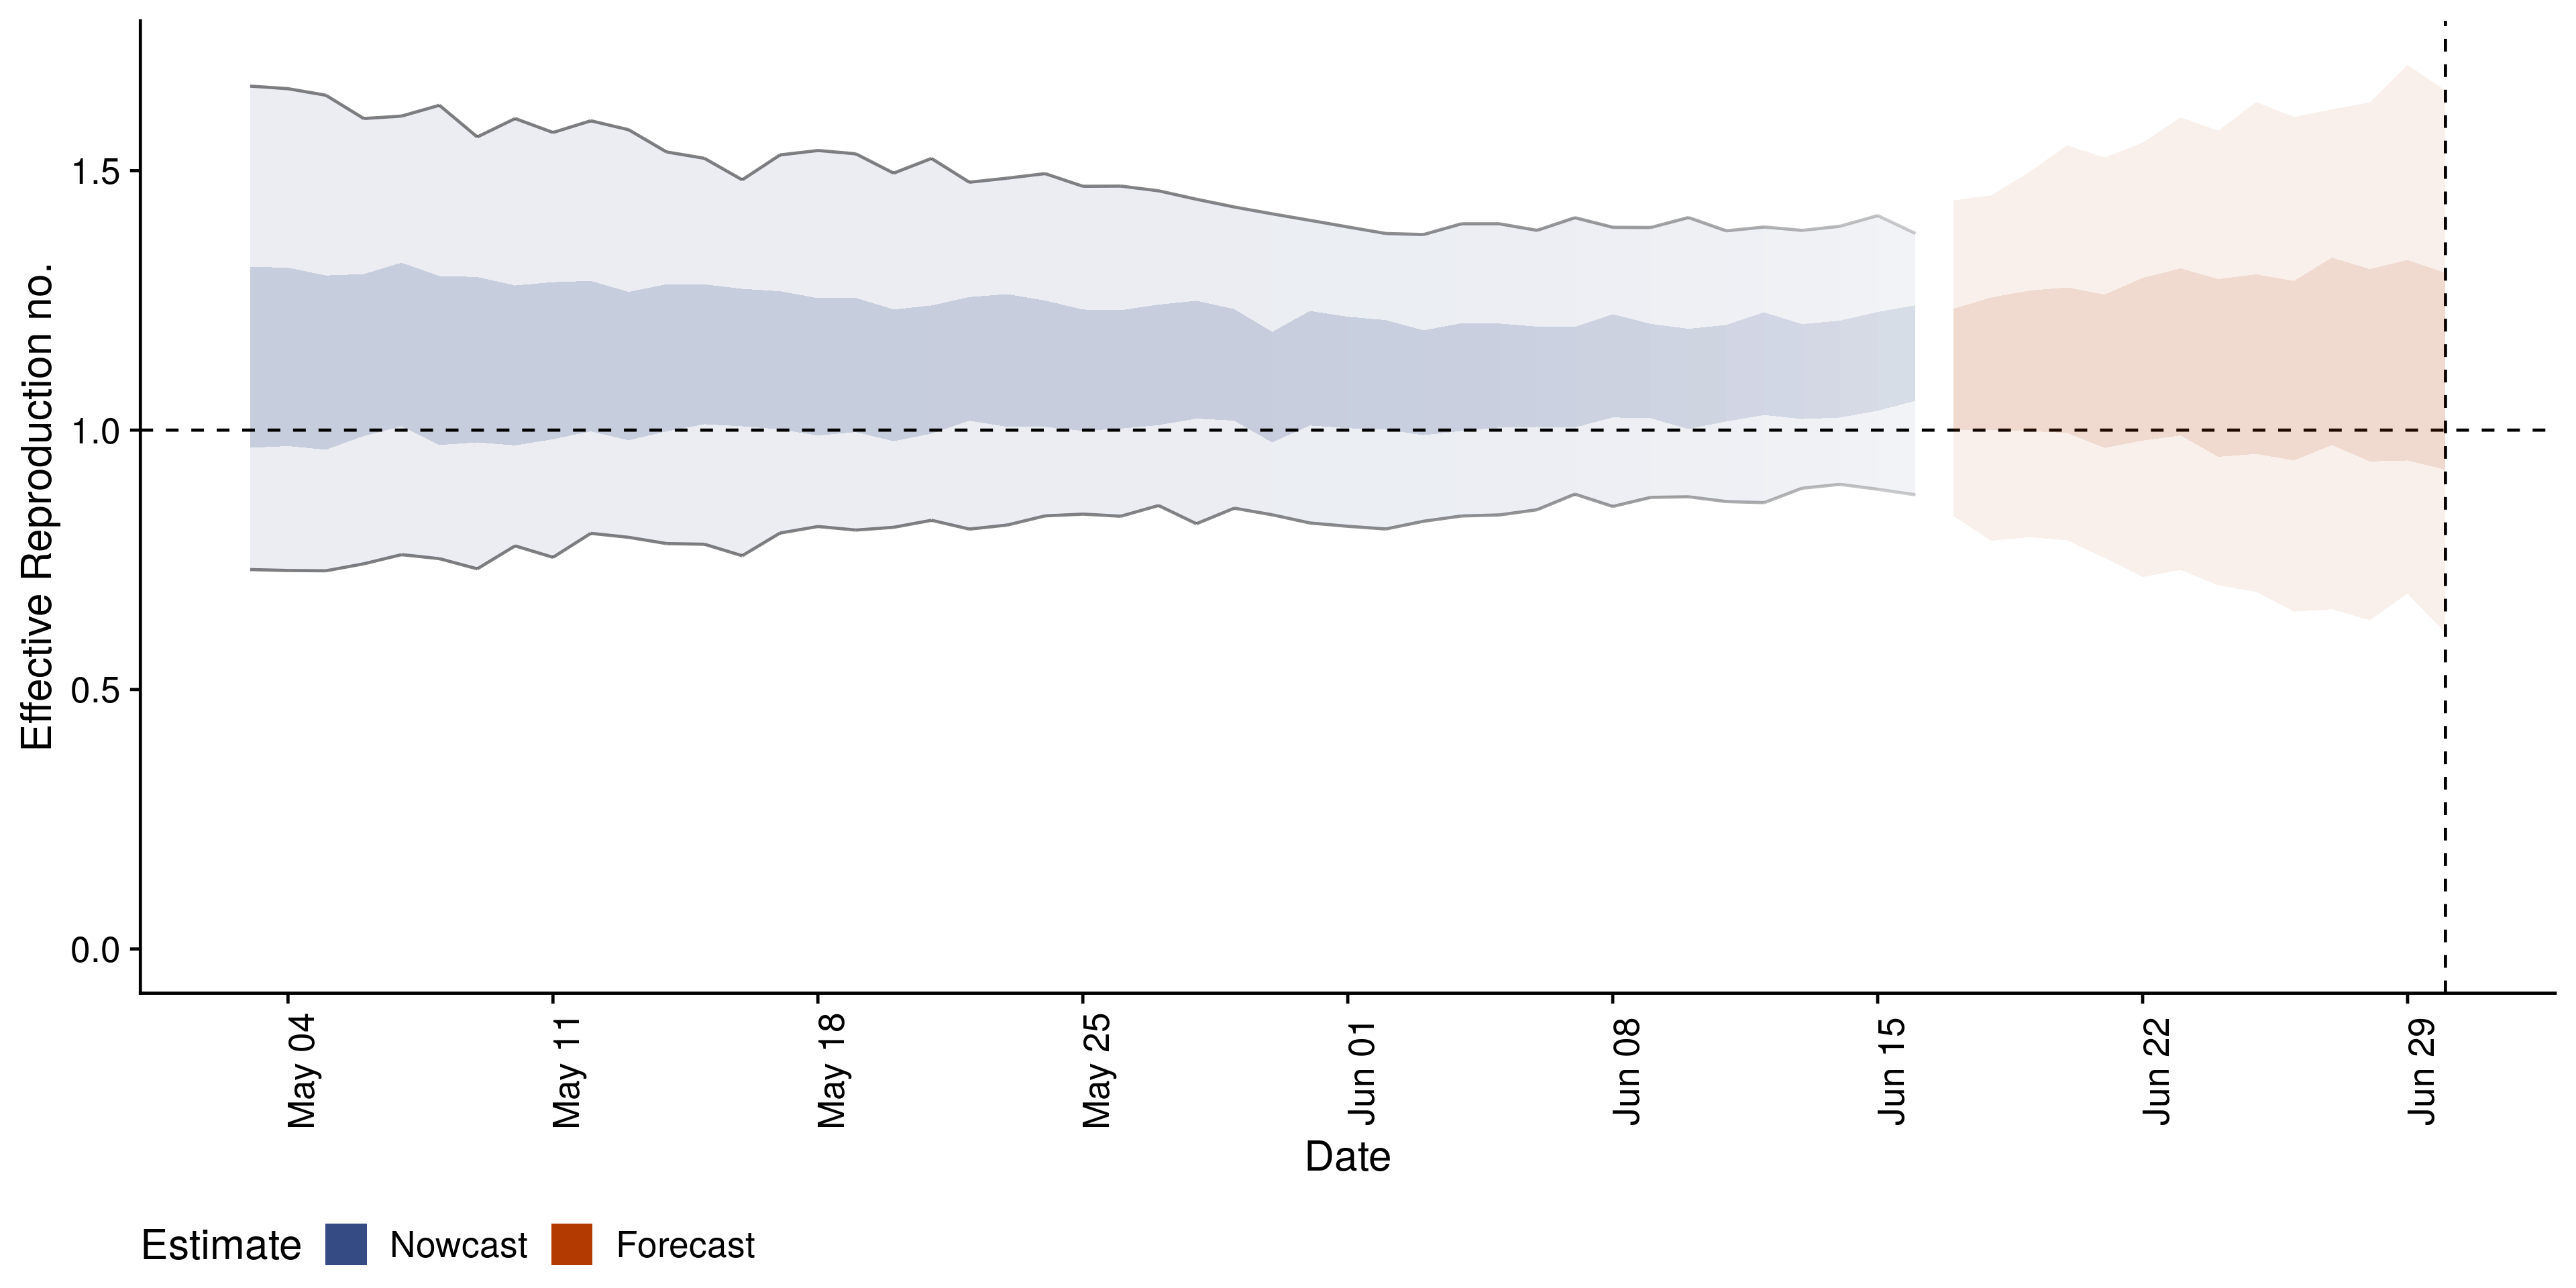 Effective Reproduction no.
1.5
1.0
0.5
0.0
May 04
May 11
May 18
May 25
Jun 01
Jun 08
Jun 15
Jun 22
Jun 29
Date
Estimate Nowcast Forecast